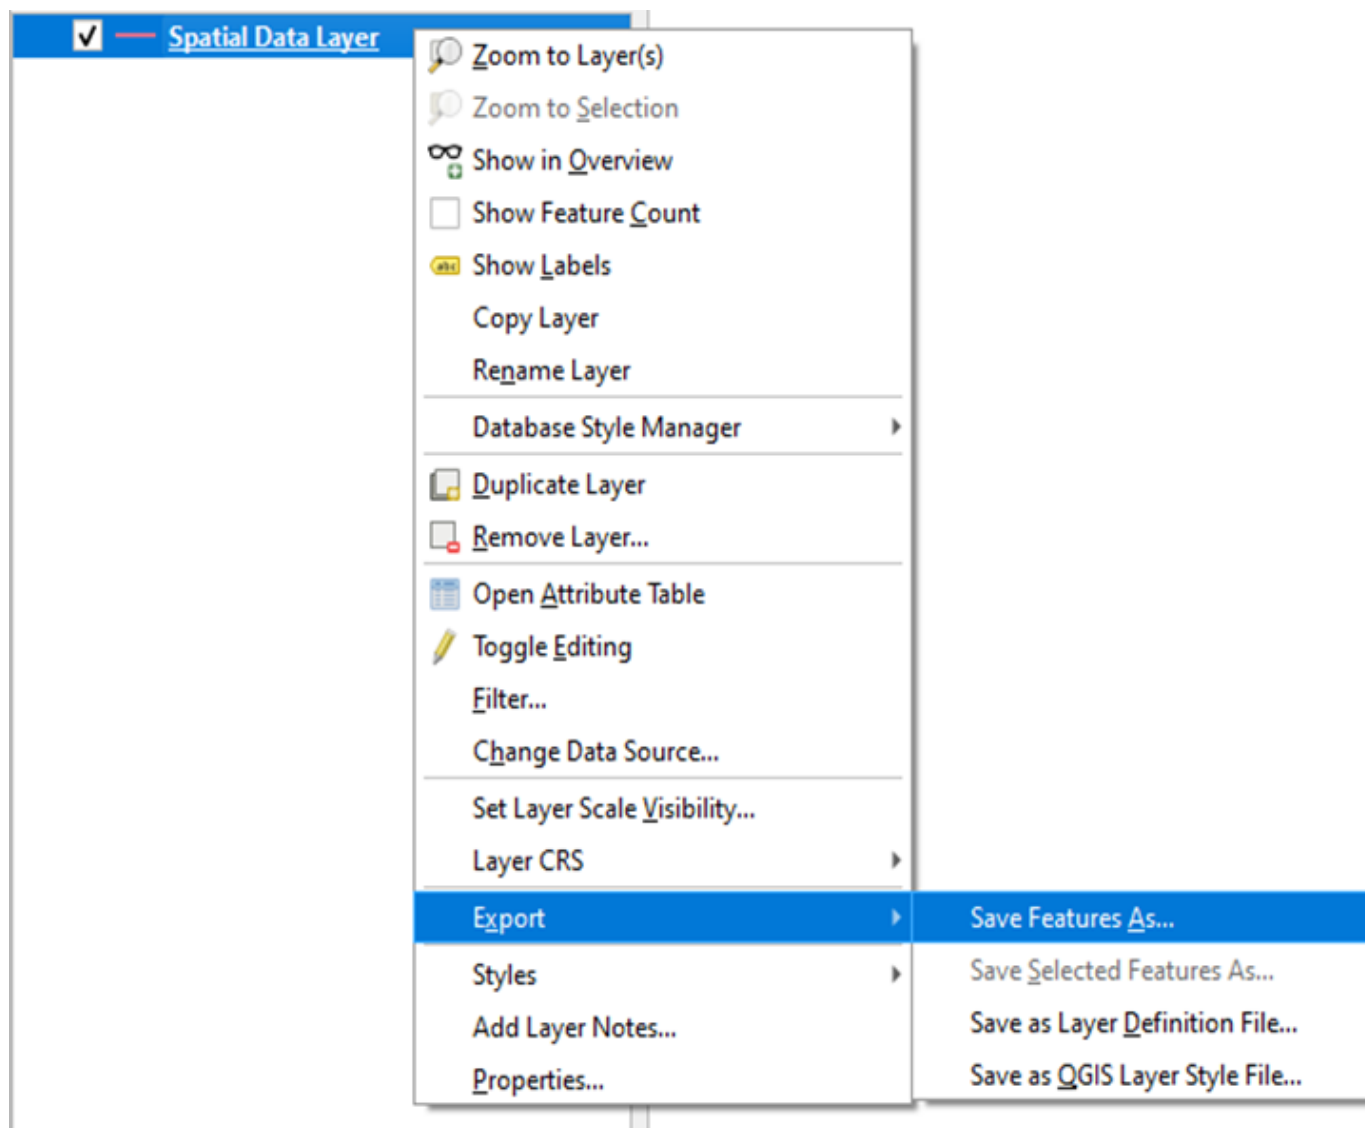 Spatial Data Layer
Zoom to Layer(s)
Zoom to Selection
Show in Overview
Show Feature Count
abc Show Labels
Copy Layer
Rename Layer
Database Style Manager
Duplicate Layer
Remove Layer...
Open Attribute Table
Toggle Editing
Filter...
Change Data Source...
Set Layer Scale Visibility...
Layer CRS
Export
Styles
Add Layer Notes...
Properties...
Save Features As...
Save Selected Features As...
Save as Layer Definition File...
Save as QGIS Layer Style File...